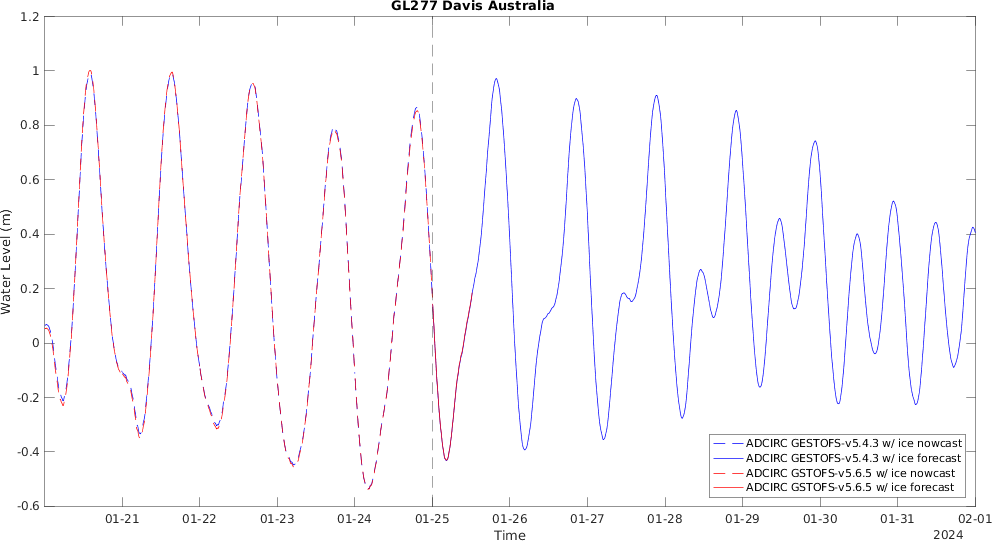 GL277 Davis Australia
1.2
1
0.8
0.6
0.4
0.2
0
-0.2
-0.4
-0.6
Water Level (m)
ADCIRC GESTOFS-v5.4.3 w/ ice nowcast
ADCIRC GESTOFS-v5.4.3 w/ ice forecast
ADCIRC GSTOFS-v5.6.5 w/ ice nowcast
ADCIRC GSTOFS-v5.6.5 w/ ice forecast
01-21 01-22 01-23 01-24 01-25 01-26 01-27 01-28 01-29 01-30 01-31 02-01
Time
2024